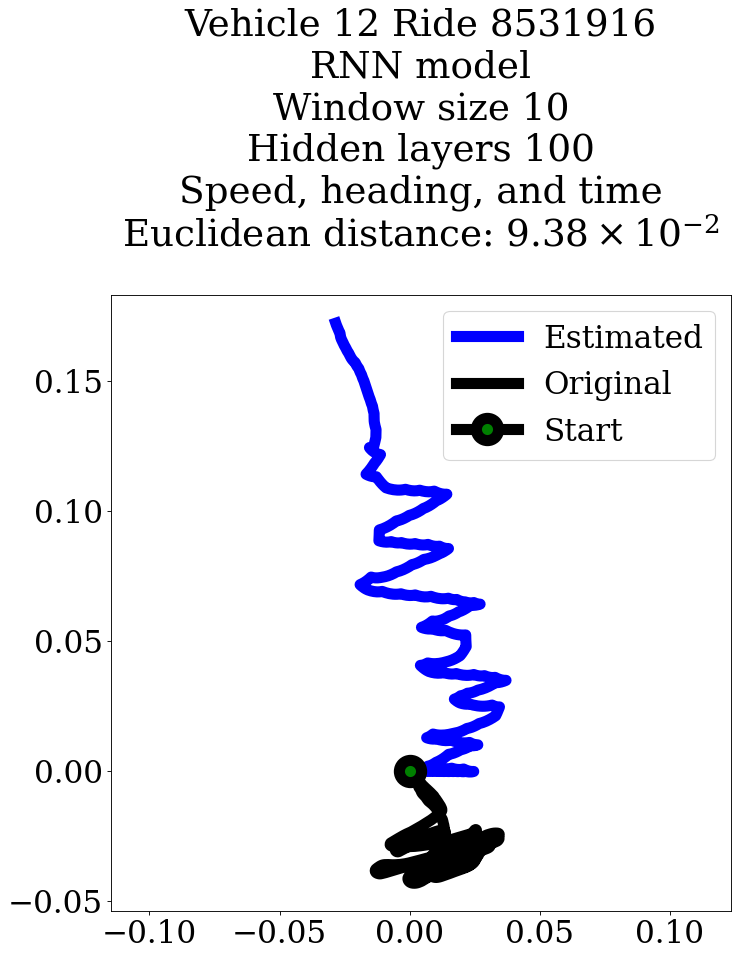 Vehicle 12 Ride 8531916
RNN model
Window size 10
Hidden layers 100
Speed, heading, and time
Euclidean distance: 9.38 × 10⁻²
Estimated
Original
Start
0.15
0.10
0.05
0.00
−0.05
−0.10 −0.05 0.00 0.05 0.10